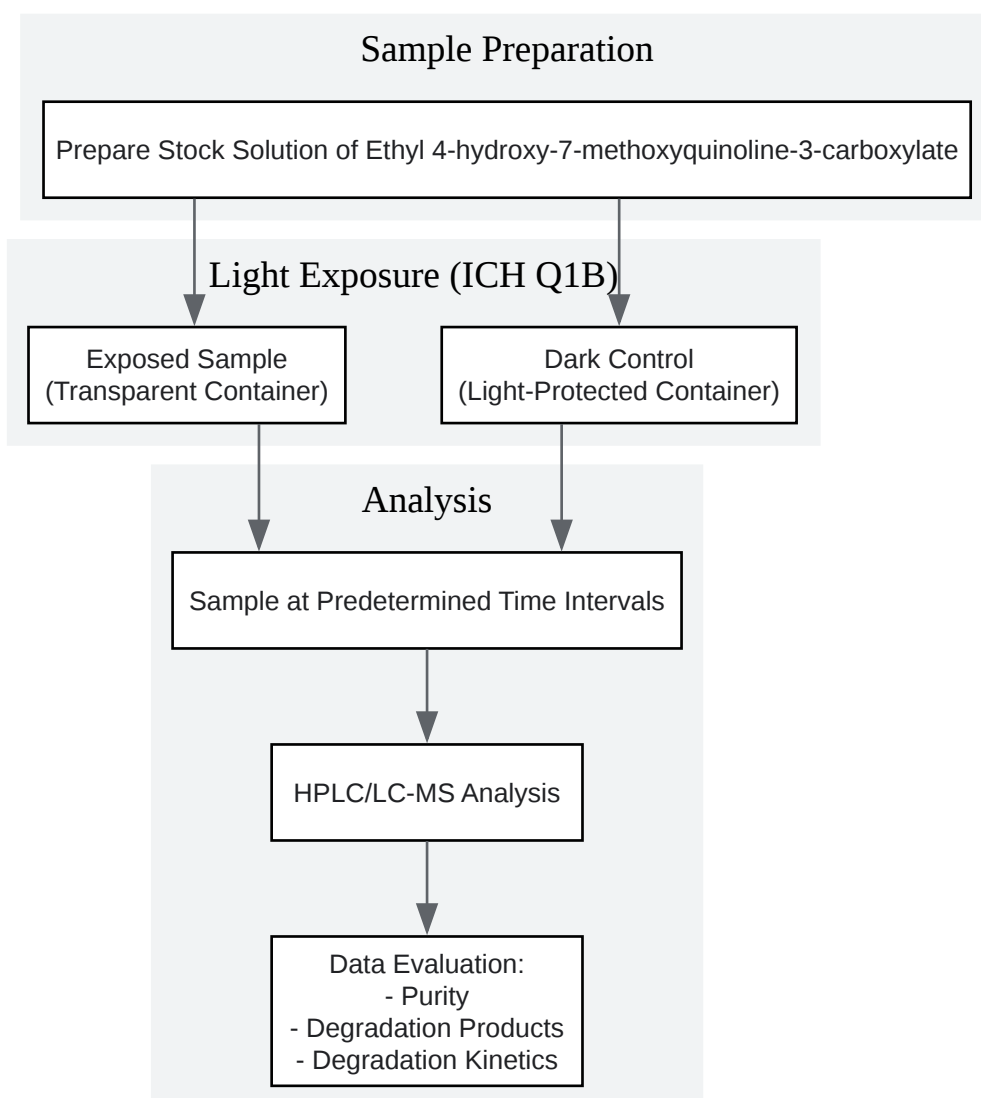 Sample Preparation
Prepare Stock Solution of Ethyl 4-hydroxy-7-methoxyquinoline-3-carboxylate
Light Exposure (ICH Q1B)
Exposed Sample
(Transparent Container)
Dark Control
(Light-Protected Container)
Analysis
Sample at Predetermined Time Intervals
HPLC/LC-MS Analysis
Data Evaluation:
- Purity
- Degradation Products
- Degradation Kinetics